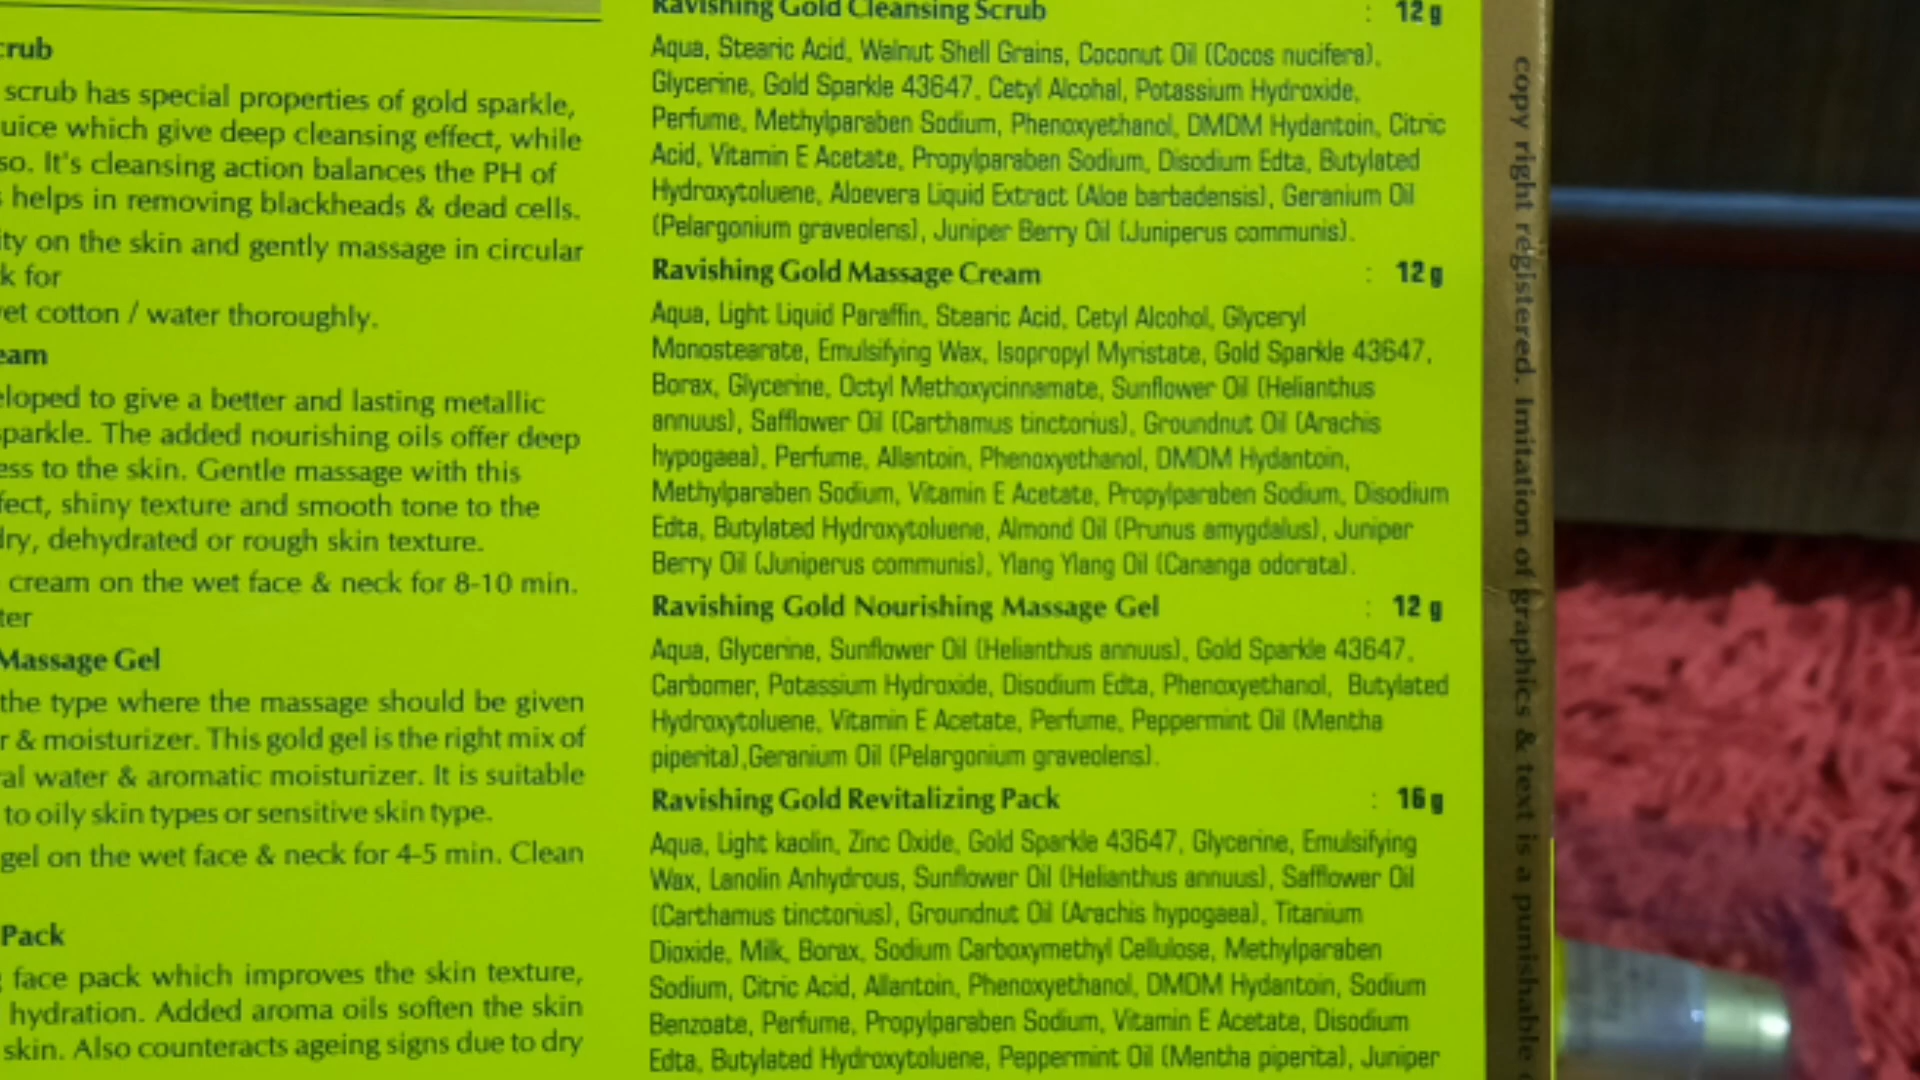 crub
scrub has special properties of gold sparkle,
uice which give deep cleansing effect, while
so. It's cleansing action balances the PH of
helps in removing blackheads & dead cells.
ity on the skin and gently massage in circular
k for
vet cotton / water thoroughly.
eam
eloped to give a better and lasting metallic
sparkle. The added nourishing oils offer deep
ess to the skin. Gentle massage with this
fect, shiny texture and smooth tone to the
dry, dehydrated or rough skin texture.
cream on the wet face & neck for 8-10 min.
ter
Massage Gel
the type where the massage should be given
r & moisturizer. This gold gel is the right mix of
ral water & aromatic moisturizer. It is suitable
to oily skin types or sensitive skin type.
gel on the wet face & neck for 4-5 min. Clean
Pack
face pack which improves the skin texture,
hydration. Added aroma oils soften the skin
skin. Also counteracts ageing signs due to dry
Ravishing Gold Cleansing Scrub : 12 g
Aqua, Stearic Acid, Walnut Shell Grains, Coconut Oil (Cocos nucifera),
Glycerine, Gold Sparkle 43647, Cetyl Alcohal, Potassium Hydroxide,
Perfume, Methylparaben Sodium, Phenoxyethanol, DMDM Hydantoin, Citric
Acid, Vitamin E Acetate, Propylparaben Sodium, Disodium Edta, Butylated
Hydroxytoluene, Aloevera Liquid Extract (Aloe barbadensis), Geranium Oil
(Pelargonium graveolens), Juniper Berry Oil (Juniperus communis).
Ravishing Gold Massage Cream : 12 g
Aqua, Light Liquid Paraffin, Stearic Acid, Cetyl Alcohol, Glyceryl
Monostearate, Emulsifying Wax, Isopropyl Myristate, Gold Sparkle 43647,
Borax, Glycerine, Octyl Methoxycinnamate, Sunflower Oil (Helianthus
annuus), Safflower Oil (Carthamus tinctorius), Groundnut Oil (Arachis
hypogaea), Perfume, Allantoin, Phenoxyethanol, DMDM Hydantoin,
Methylparaben Sodium, Vitamin E Acetate, Propylparaben Sodium, Disodium
Edta, Butylated Hydroxytoluene, Almond Oil (Prunus amygdalus), Juniper
Berry Oil (Juniperus communis), Ylang Ylang Oil (Cananga odorata).
Ravishing Gold Nourishing Massage Gel : 12 g
Aqua, Glycerine, Sunflower Oil (Helianthus annuus), Gold Sparkle 43647,
Carbomer, Potassium Hydroxide, Disodium Edta, Phenoxyethanol, Butylated
Hydroxytoluene, Vitamin E Acetate, Perfume, Peppermint Oil (Mentha
piperita),Geranium Oil (Pelargonium graveolens).
Ravishing Gold Revitalizing Pack : 16 g
Aqua, Light kaolin, Zinc Oxide, Gold Sparkle 43647, Glycerine, Emulsifying
Wax, Lanolin Anhydrous, Sunflower Oil (Helianthus annuus), Safflower Oil
(Carthamus tinctorius), Groundnut Oil (Arachis hypogaea), Titanium
Dioxide, Milk, Borax, Sodium Carboxymethyl Cellulose, Methylparaben
Sodium, Citric Acid, Allantoin, Phenoxyethanol, DMDM Hydantoin, Sodium
Benzoate, Perfume, Propylparaben Sodium, Vitamin E Acetate, Disodium
Edta, Butylated Hydroxytoluene, Peppermint Oil (Mentha piperita), Juniper
copy right registered. Imitation of graphics & text is a punishable